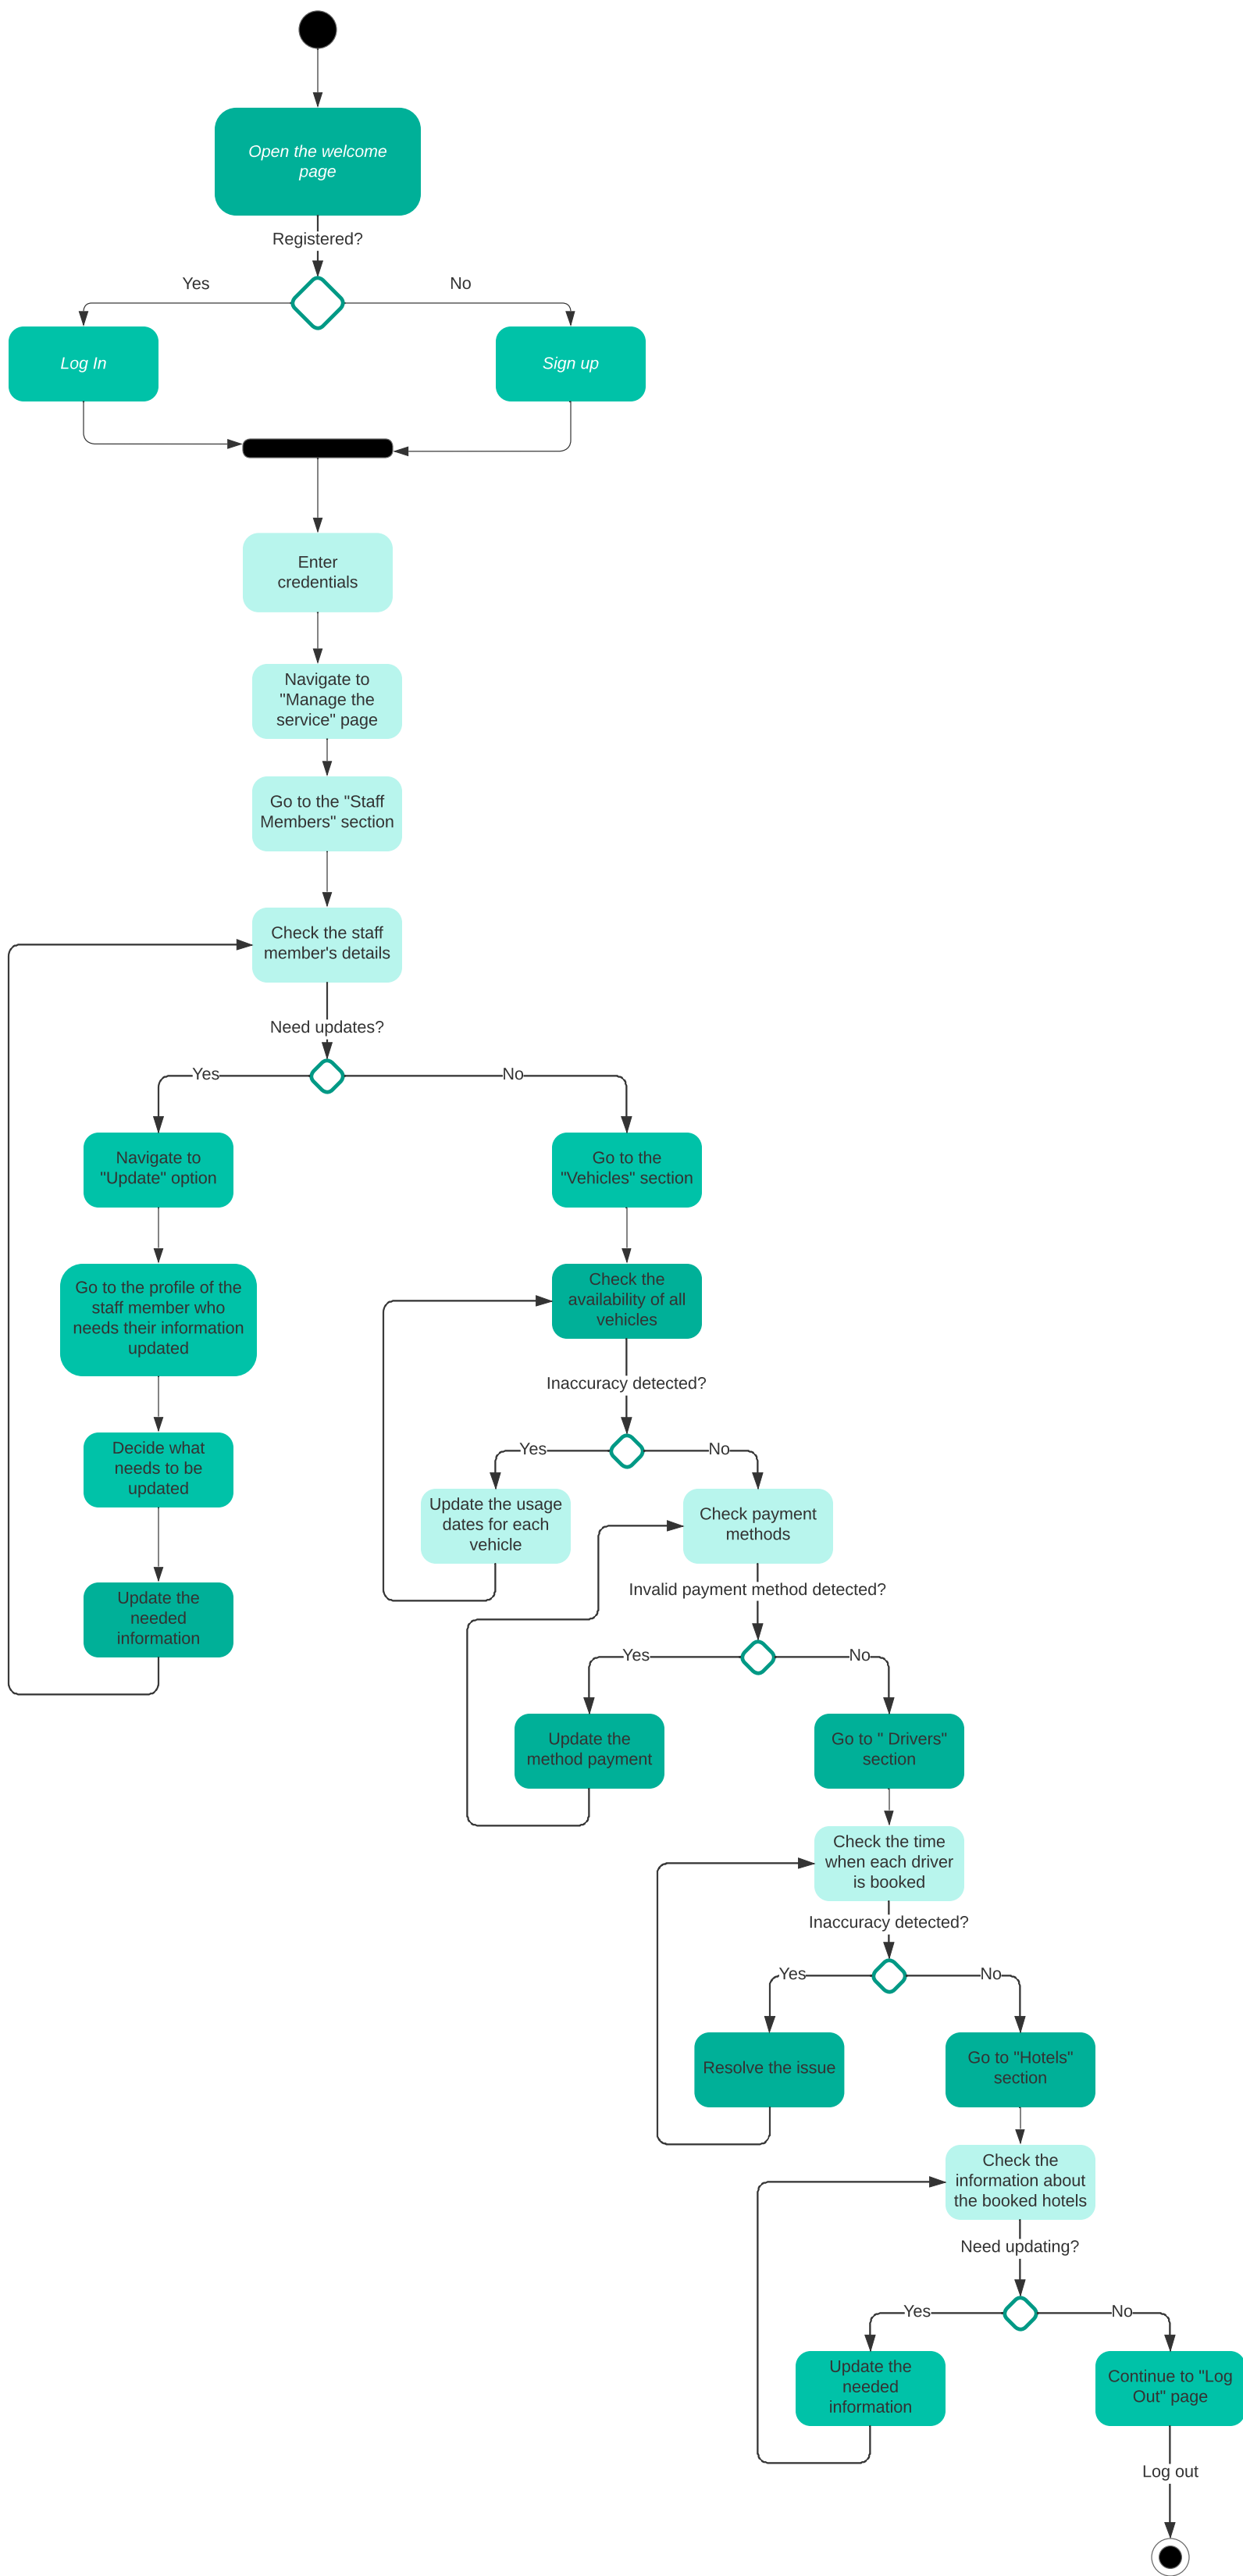 Open the welcome
page
Registered?
Yes
No
Log In
Sign up
Enter
credentials
Navigate to
"Manage the
service" page
Go to the "Staff
Members" section
Check the staff
member's details
Need updates?
Yes
No
Navigate to
"Update" option
Go to the
"Vehicles" section
Go to the profile of the
staff member who
needs their information
updated
Check the
availability of all
vehicles
Inaccuracy detected?
Decide what
needs to be
updated
Yes
No
Update the usage
dates for each
vehicle
Check payment
methods
Invalid payment method detected?
Update the
needed
information
Yes
No
Update the
method payment
Go to " Drivers"
section
Check the time
when each driver
is booked
Inaccuracy detected?
Yes
No
Resolve the issue
Go to "Hotels"
section
Check the
information about
the booked hotels
Need updating?
Yes
No
Update the
needed
information
Continue to "Log
Out" page
Log out